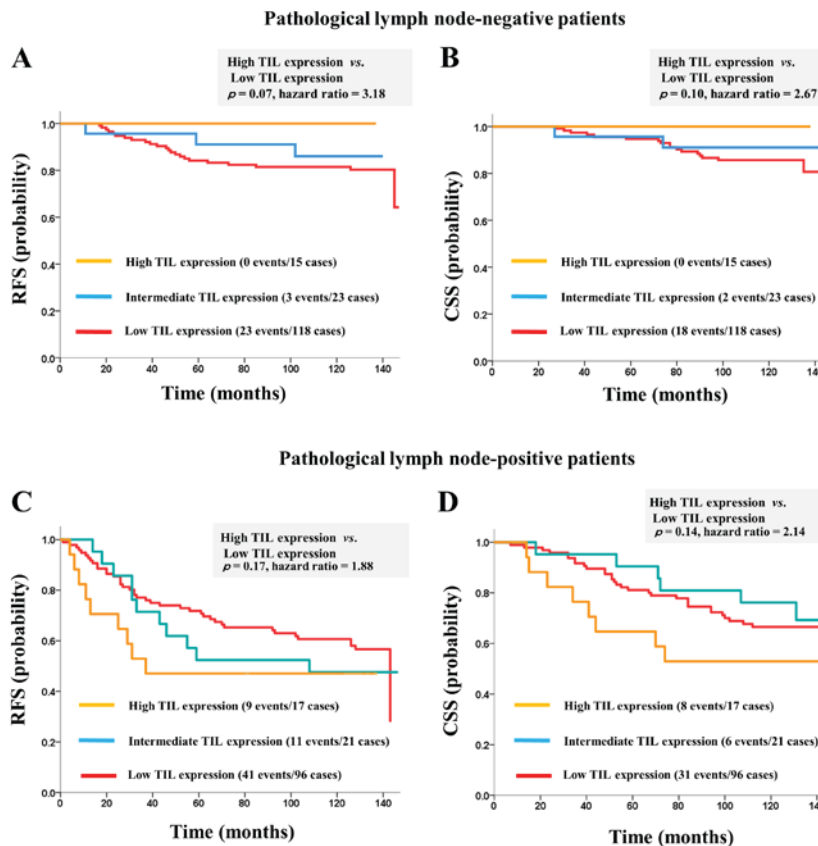 Pathological lymph node-negative patients
A
High TIL expression vs.
Low TIL expression
p = 0.07, hazard ratio = 3.18
RFS (probability)
1.0
0.8
0.6
0.4
0.2
0.0
High TIL expression (0 events/15 cases)
Intermediate TIL expression (3 events/23 cases)
Low TIL expression (23 events/118 cases)
0 20 40 60 80 100 120 140
Time (months)
B
High TIL expression vs.
Low TIL expression
p = 0.10, hazard ratio = 2.67
CSS (probability)
1.0
0.8
0.6
0.4
0.2
0.0
High TIL expression (0 events/15 cases)
Intermediate TIL expression (2 events/23 cases)
Low TIL expression (18 events/118 cases)
0 20 40 60 80 100 120 140
Time (months)
Pathological lymph node-positive patients
C
High TIL expression vs.
Low TIL expression
p = 0.17, hazard ratio = 1.88
RFS (probability)
1.0
0.8
0.6
0.4
0.2
0.0
High TIL expression (9 events/17 cases)
Intermediate TIL expression (11 events/21 cases)
Low TIL expression (41 events/96 cases)
0 20 40 60 80 100 120 140
Time (months)
D
High TIL expression vs.
Low TIL expression
p = 0.14, hazard ratio = 2.14
CSS (probability)
1.0
0.8
0.6
0.4
0.2
0.0
High TIL expression (8 events/17 cases)
Intermediate TIL expression (6 events/21 cases)
Low TIL expression (31 events/96 cases)
0 20 40 60 80 100 120 140
Time (months)